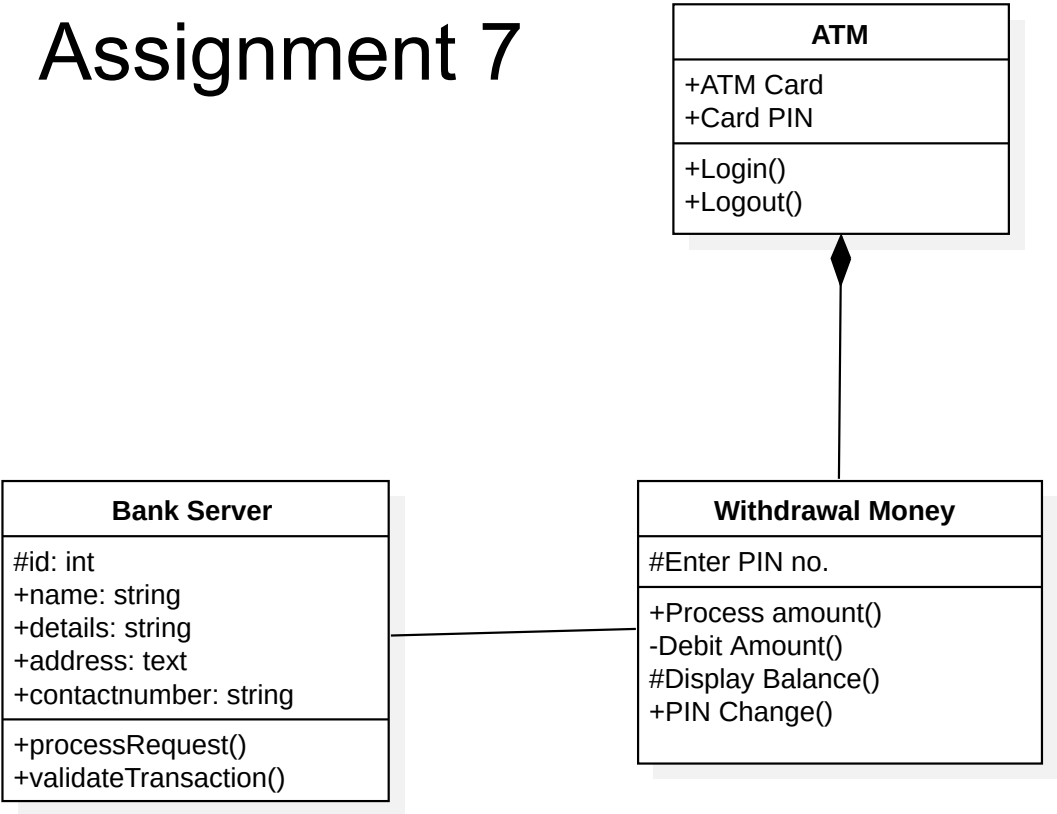 Assignment 7
ATM
+ATM Card
+Card PIN
+Login()
+Logout()
Bank Server
#id: int
+name: string
+details: string
+address: text
+contactnumber: string
+processRequest()
+validateTransaction()
Withdrawal Money
#Enter PIN no.
+Process amount()
-Debit Amount()
#Display Balance()
+PIN Change()